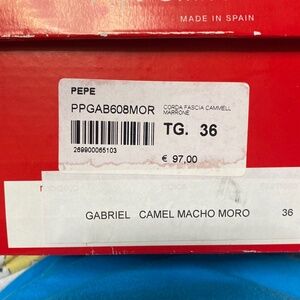 MADE IN SPAIN
PEPE
PPGAB608MOR
CORDA FASCIA CAMMELL
MARRONE
TG. 36
269900065103
€ 97,00
GABRIEL CAMEL MACHO MORO 36